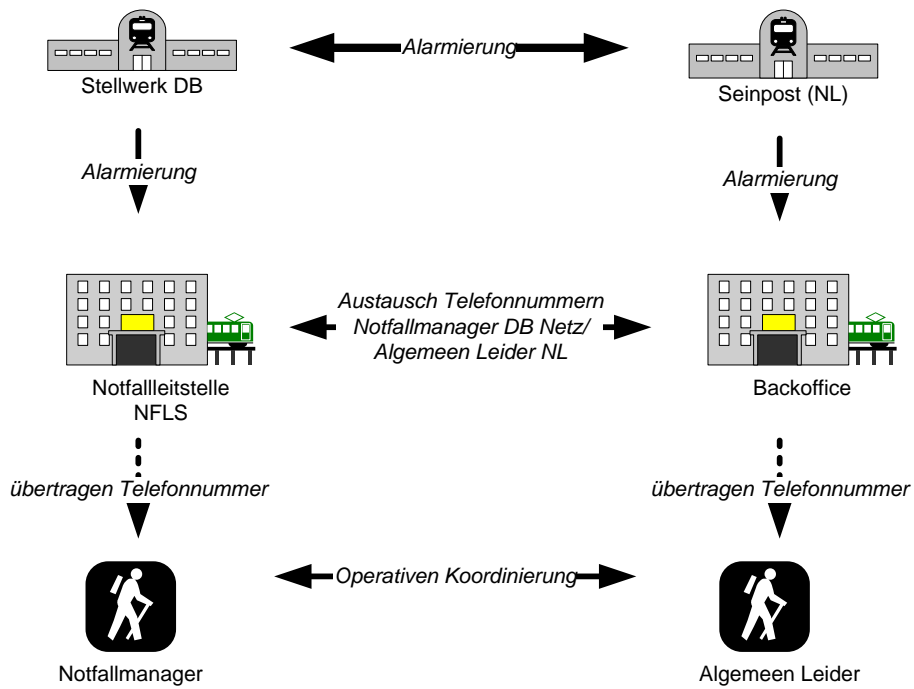 Alarmierung
Stellwerk DB
Seinpost (NL)
Alarmierung
Alarmierung
Austausch Telefonnummern
Notfallmanager DB Netz/
Algemeen Leider NL
Notfallleitstelle
NFLS
Backoffice
übertragen Telefonnummer
übertragen Telefonnummer
Operativen Koordinierung
Notfallmanager
Algemeen Leider